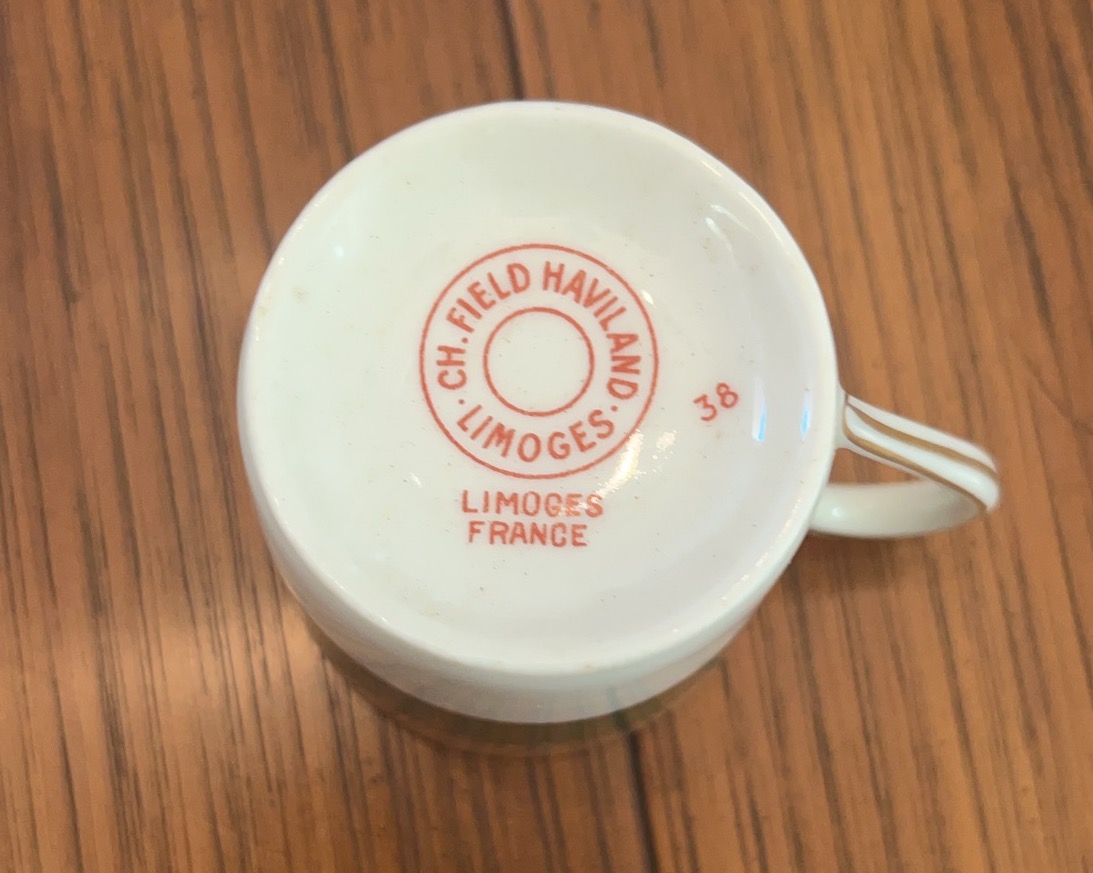 CH. FIELD HAVILAND
· LIMOGES ·
38
LIMOGES
FRANCE